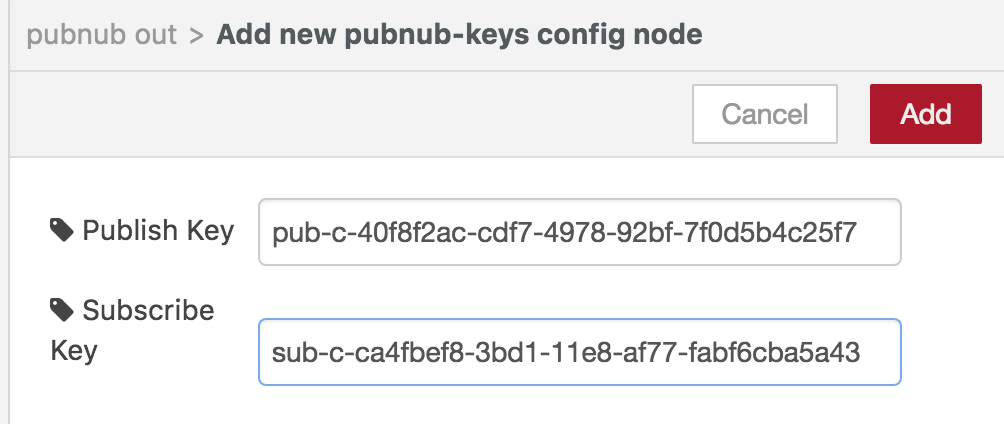 pubnub out > Add new pubnub-keys config node
Cancel Add
Publish Key pub-c-40f8f2ac-cdf7-4978-92bf-7f0d5b4c25f7
Subscribe
Key sub-c-ca4fbef8-3bd1-11e8-af77-fabf6cba5a43